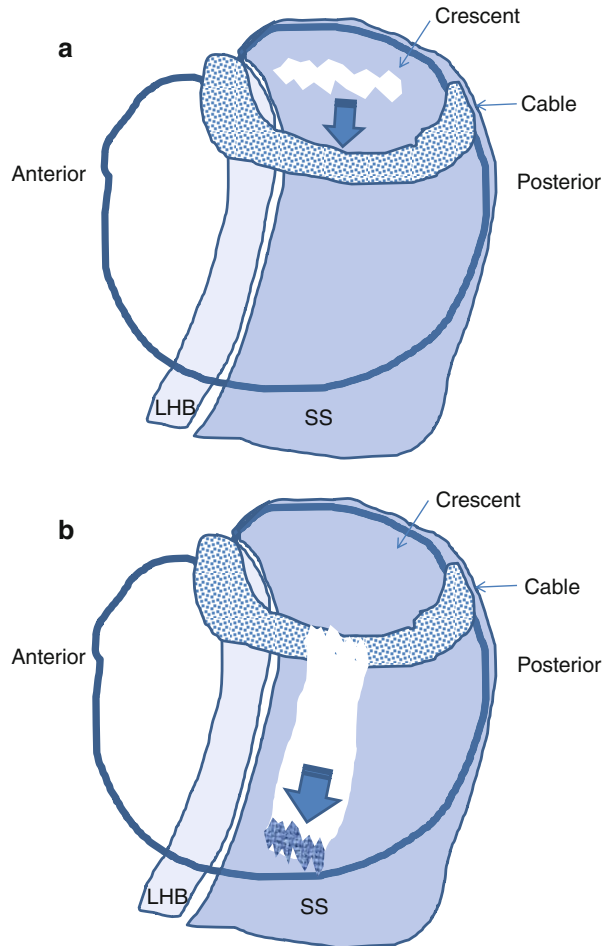 a
Crescent
Cable
Anterior
Posterior
LHB
SS
b
Crescent
Cable
Anterior
Posterior
LHB
SS